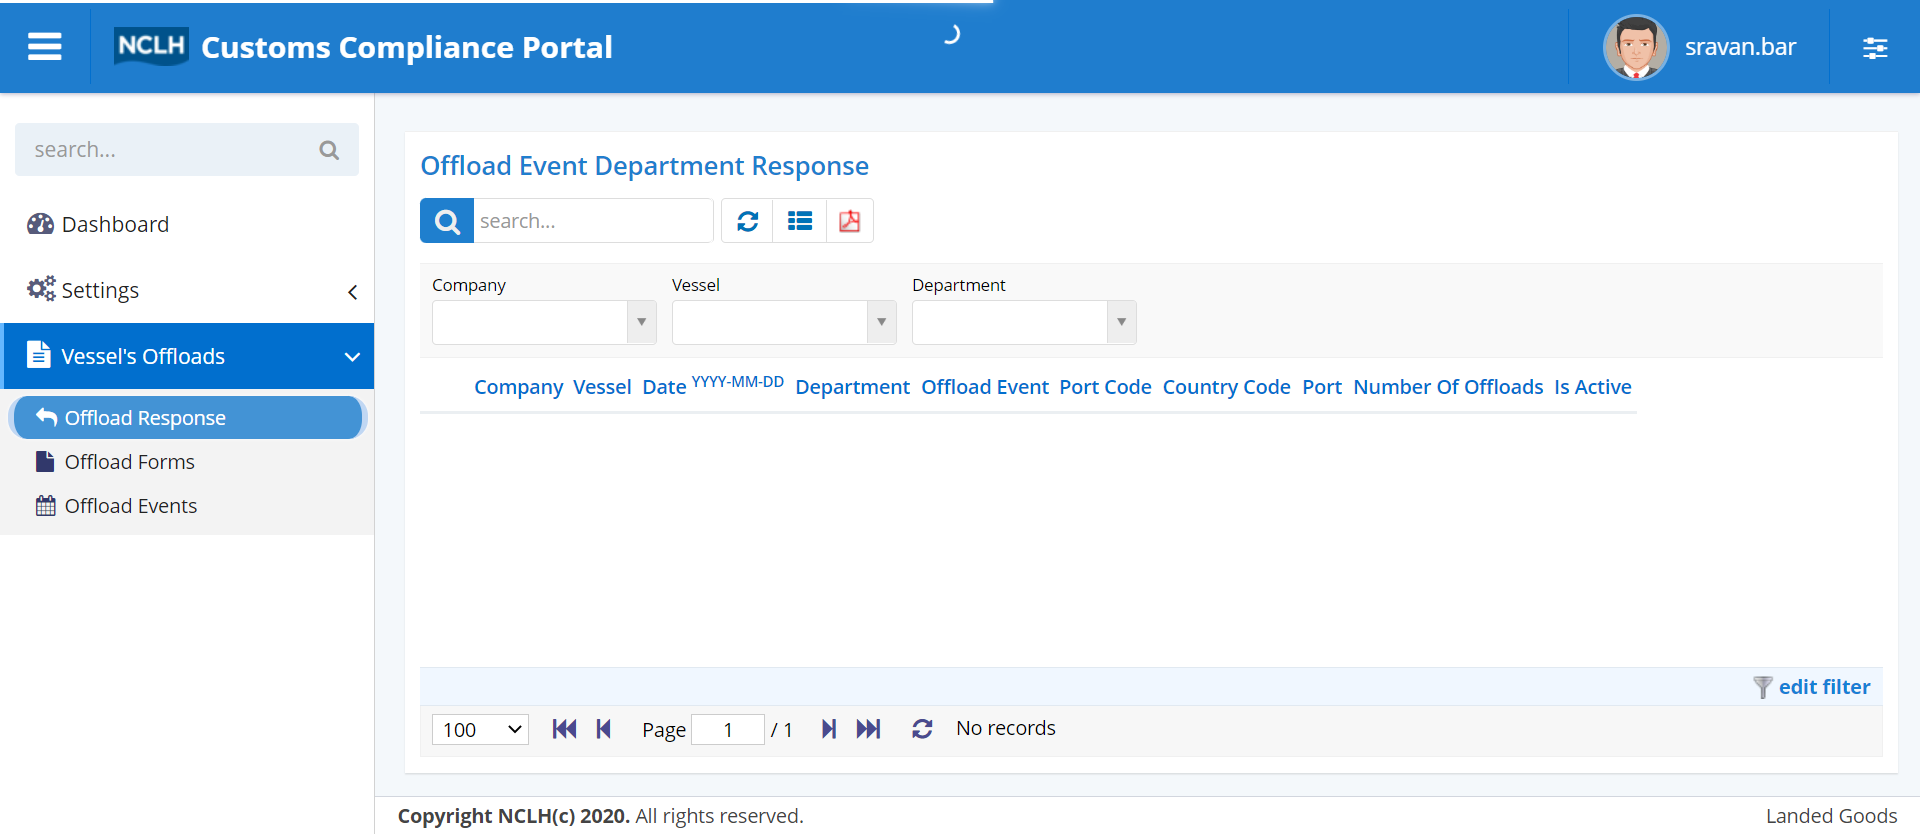 NCLH Customs Compliance Portal
sravan.bar
search...
Dashboard
Settings
Vessel's Offloads
Offload Response
Offload Forms
Offload Events
Offload Event Department Response
search...
Company Vessel Department
Company Vessel Date YYYY-MM-DD Department Offload Event Port Code Country Code Port Number Of Offloads Is Active
edit filter
100 Page 1 / 1 No records
Copyright NCLH(c) 2020. All rights reserved. Landed Goods